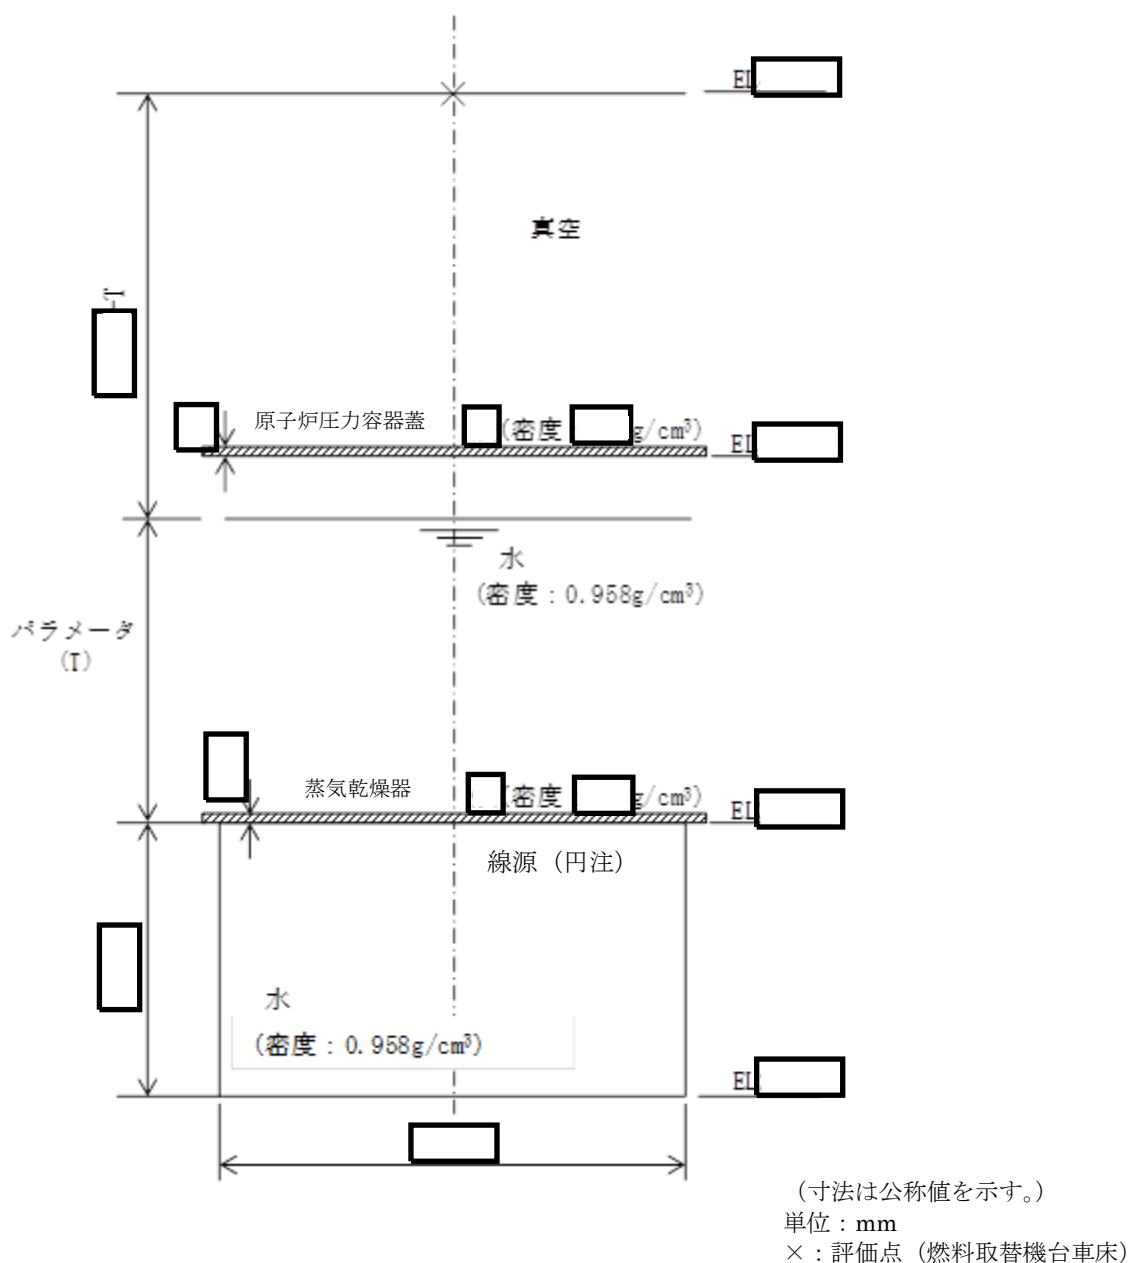 EL
真空
-T
原子炉圧力容器蓋
(密度 g/cm³)
EL
水
(密度：0.958g/cm³)
パラメータ
(T)
蒸気乾燥器
(密度 g/cm³)
EL
線源（円注）
水
(密度：0.958g/cm³)
EL
（寸法は公称値を示す。）
単位：mm
×：評価点（燃料取替機台車床）